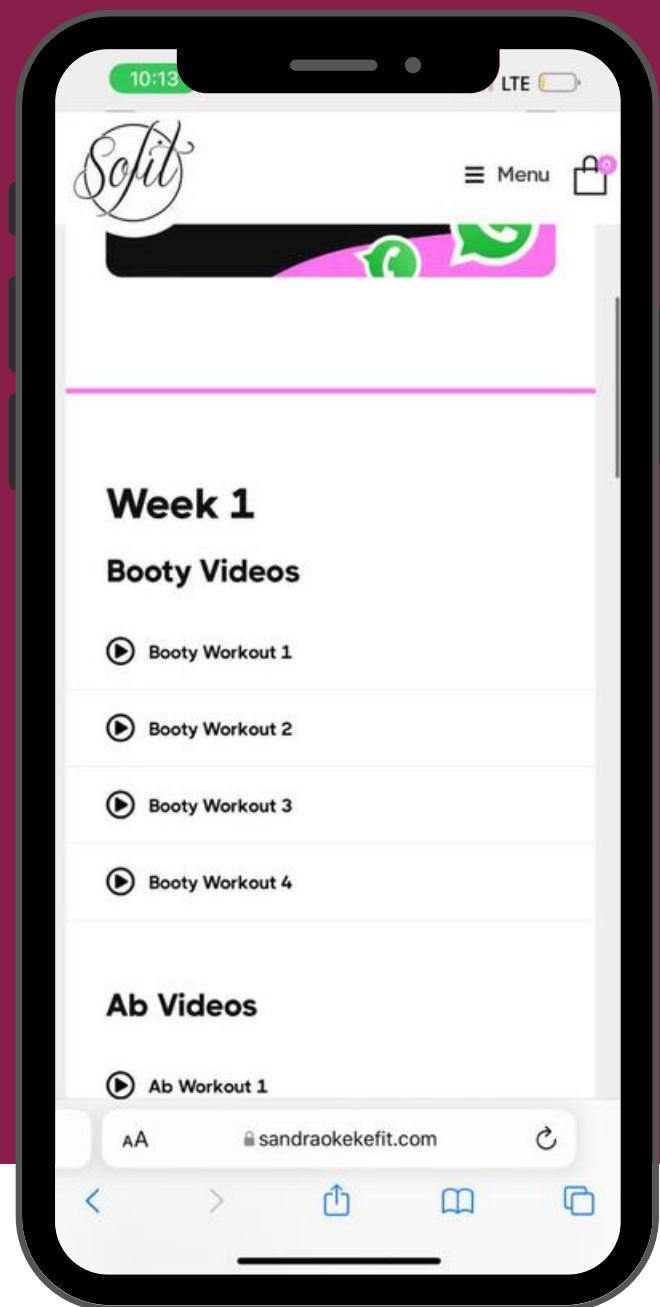 10:13
LTE
Sofit
Menu
0
Week 1
Booty Videos
Booty Workout 1
Booty Workout 2
Booty Workout 3
Booty Workout 4
Ab Videos
Ab Workout 1
AA
sandraokekefit.com